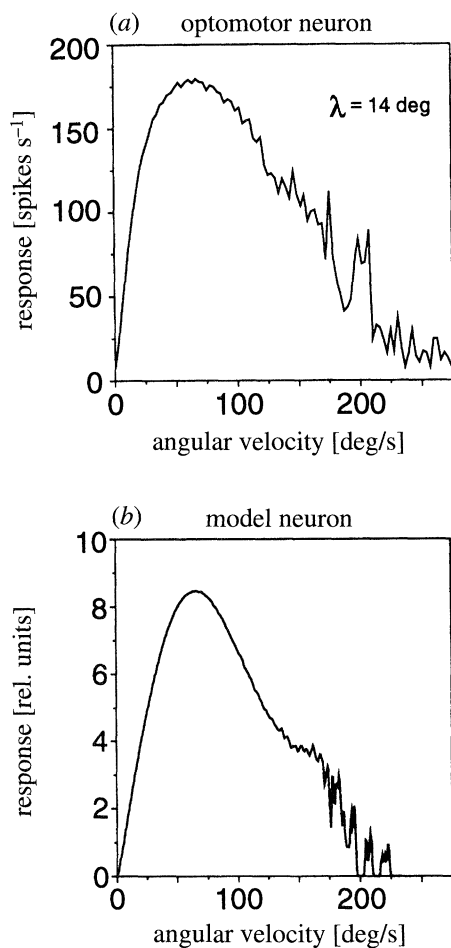 (a) optomotor neuron
200
150
100
50
0
response [spikes s⁻¹]
λ = 14 deg
0 100 200
angular velocity [deg/s]
(b) model neuron
10
8
6
4
2
0
response [rel. units]
0 100 200
angular velocity [deg/s]